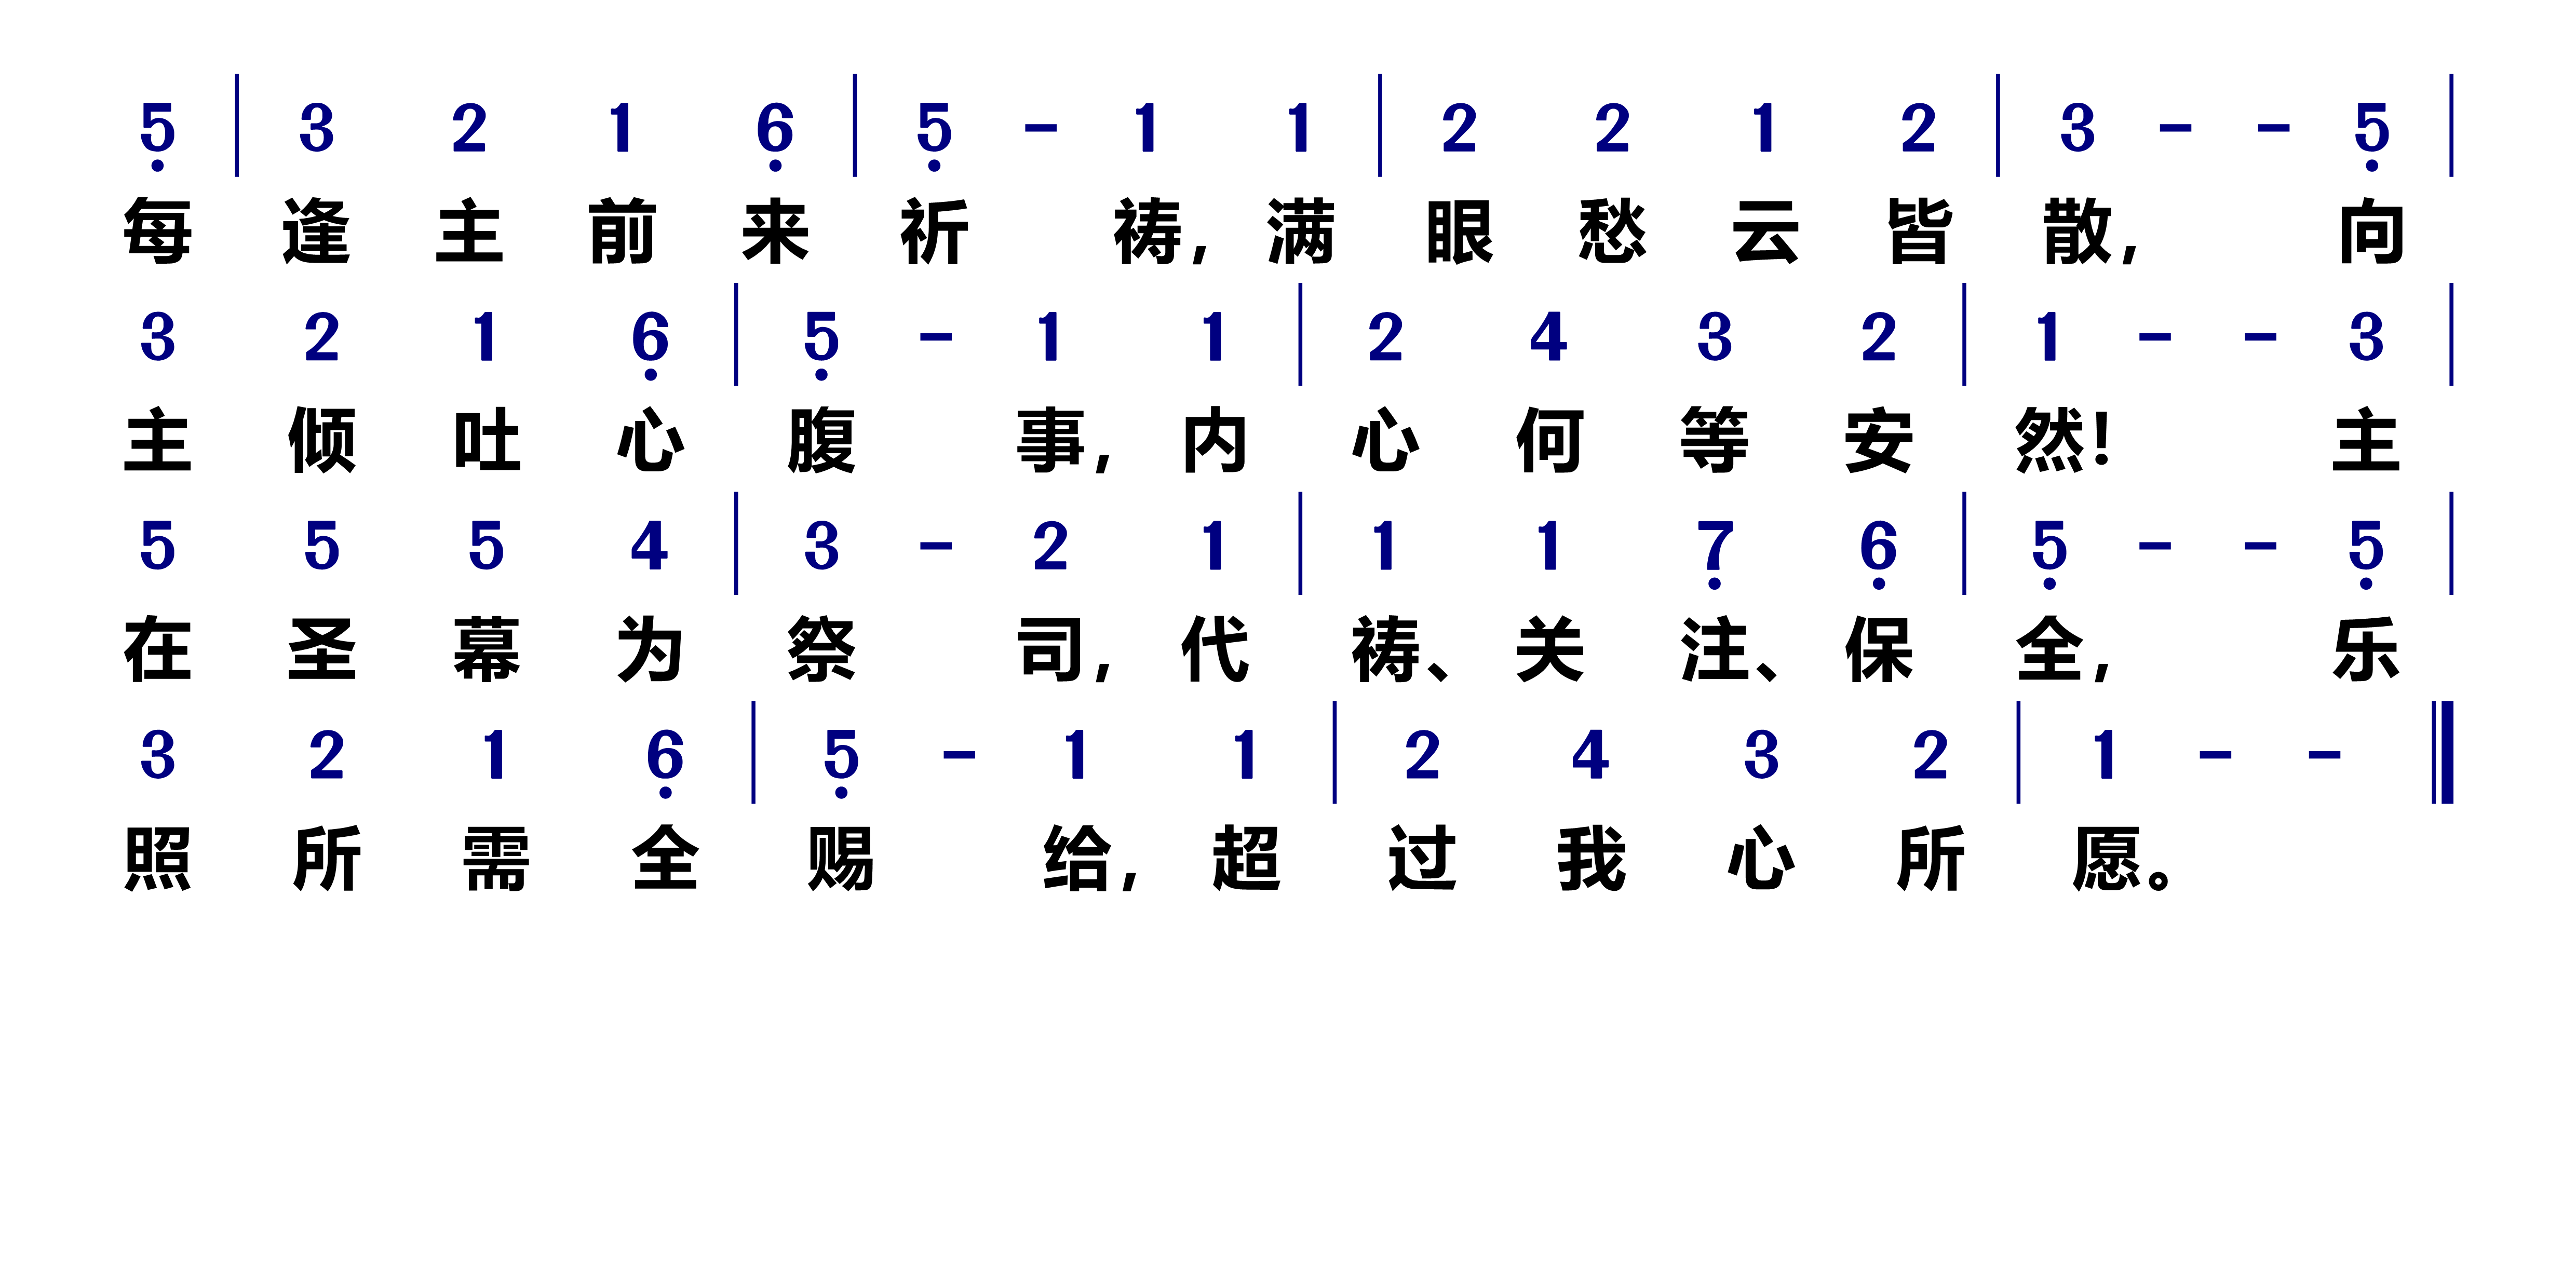 5̣ | 3 2 1 6̣ | 5̣ - 1 1 | 2 2 1 2 | 3 - - 5̣ |
每逢主前来祈祷,满眼愁云皆散,向
3 2 1 6̣ | 5̣ - 1 1 | 2 4 3 2 | 1 - - 3 |
主倾吐心腹事,内心何等安然!主
5 5 5 4 | 3 - 2 1 | 1 1 7̣ 6̣ | 5̣ - - 5̣ |
在圣幕为祭司,代祷、关注、保全,乐
3 2 1 6̣ | 5̣ - 1 1 | 2 4 3 2 | 1 - - ‖
照所需全赐给,超过我心所愿。